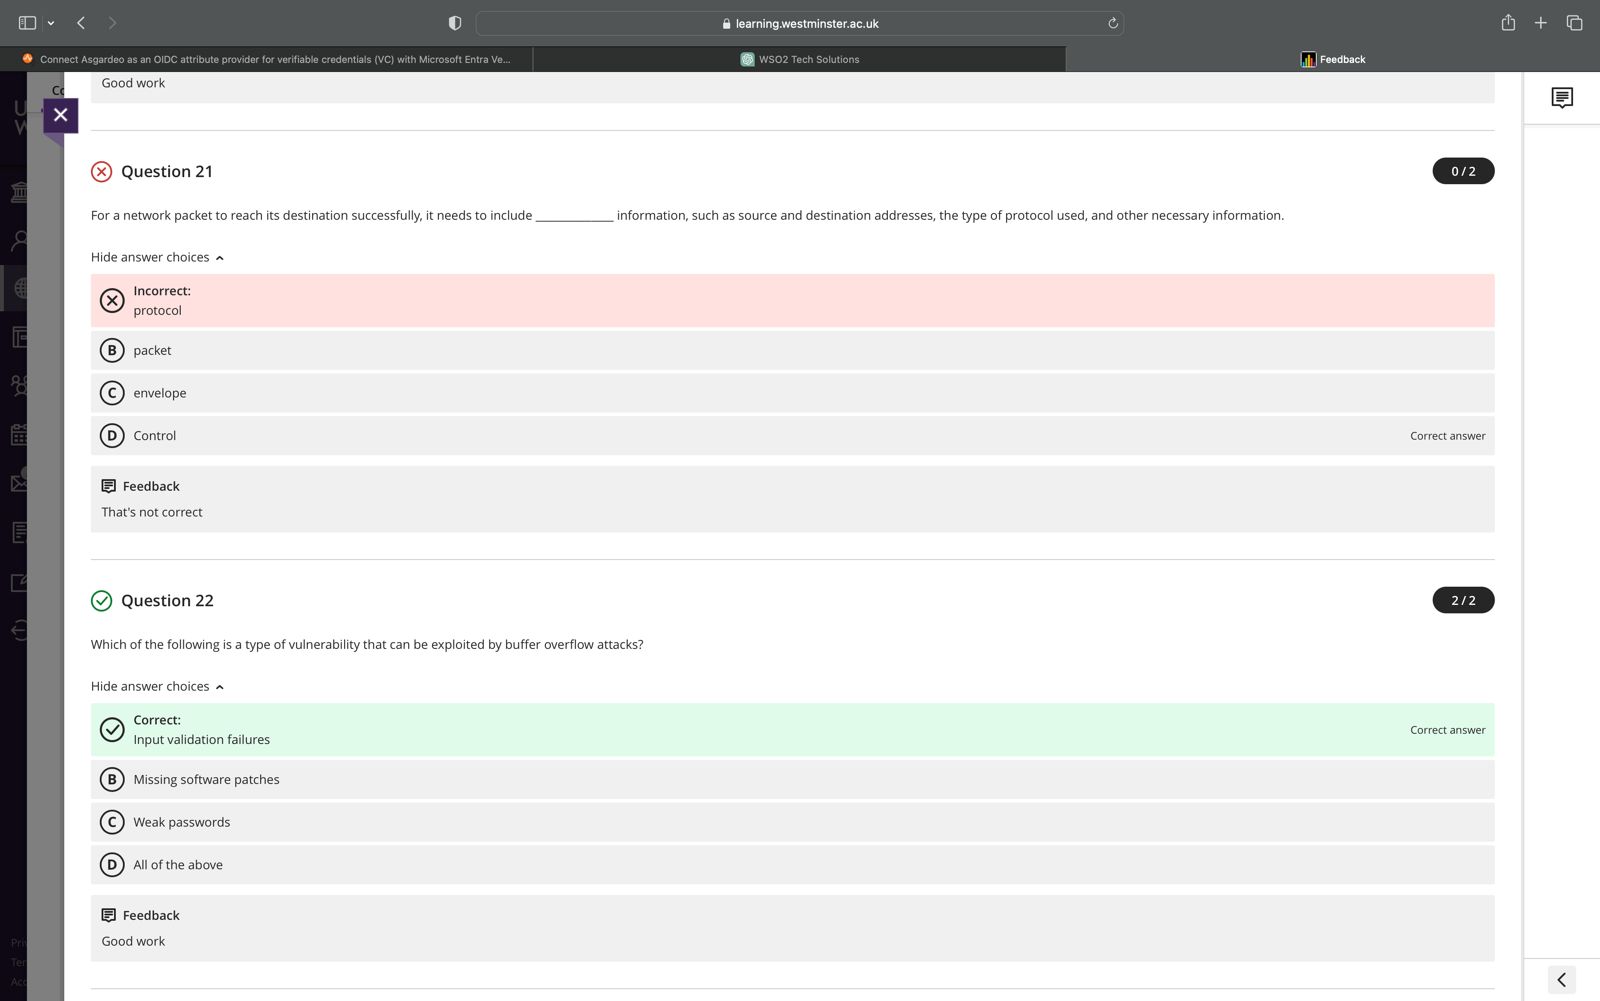 learning.westminster.ac.uk
Connect Asgardeo as an OIDC attribute provider for verifiable credentials (VC) with Microsoft Entra Ve...
WSO2 Tech Solutions
Feedback
Good work
Question 21
0 / 2
For a network packet to reach its destination successfully, it needs to include ____________ information, such as source and destination addresses, the type of protocol used, and other necessary information.
Hide answer choices
Incorrect:
protocol
B packet
C envelope
D Control Correct answer
Feedback
That's not correct
Question 22
2 / 2
Which of the following is a type of vulnerability that can be exploited by buffer overflow attacks?
Hide answer choices
Correct:
Input validation failures Correct answer
B Missing software patches
C Weak passwords
D All of the above
Feedback
Good work